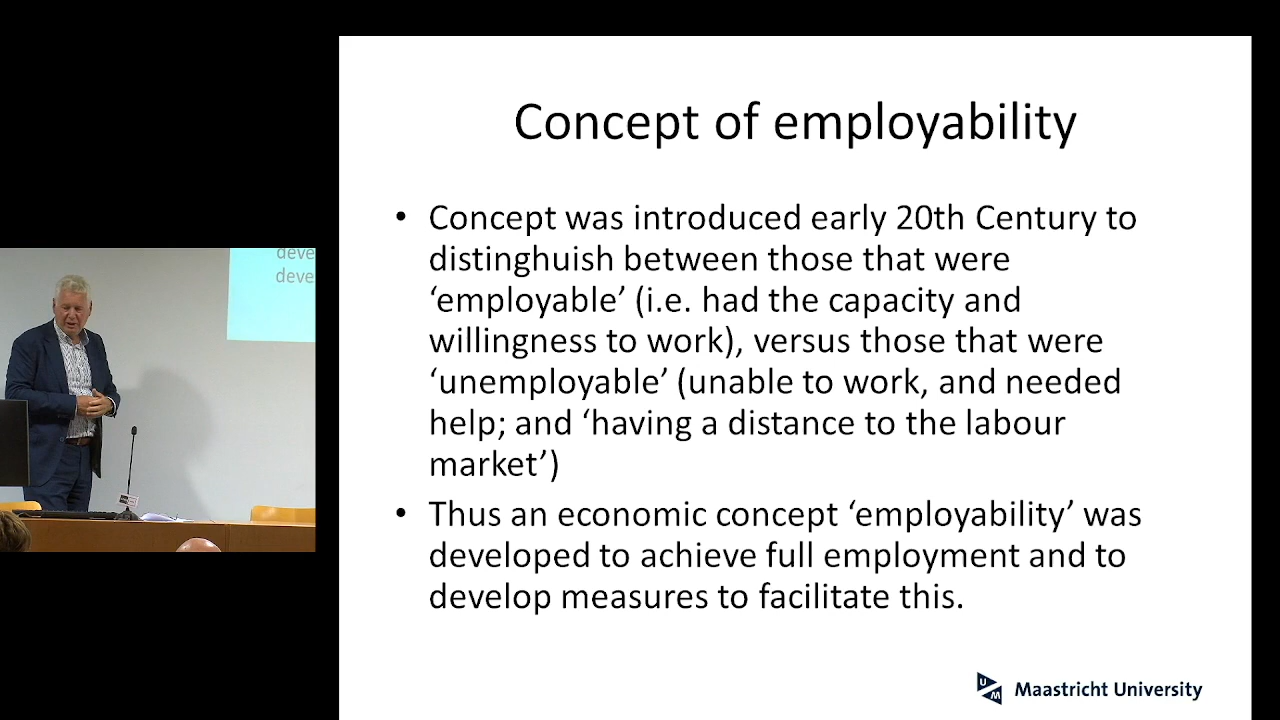 Concept of employability
• Concept was introduced early 20th Century to
distinghuish between those that were
‘employable’ (i.e. had the capacity and
willingness to work), versus those that were
‘unemployable’ (unable to work, and needed
help; and ‘having a distance to the labour
market’)
• Thus an economic concept ‘employability’ was
developed to achieve full employment and to
develop measures to facilitate this.
UM Maastricht University
deve
deve